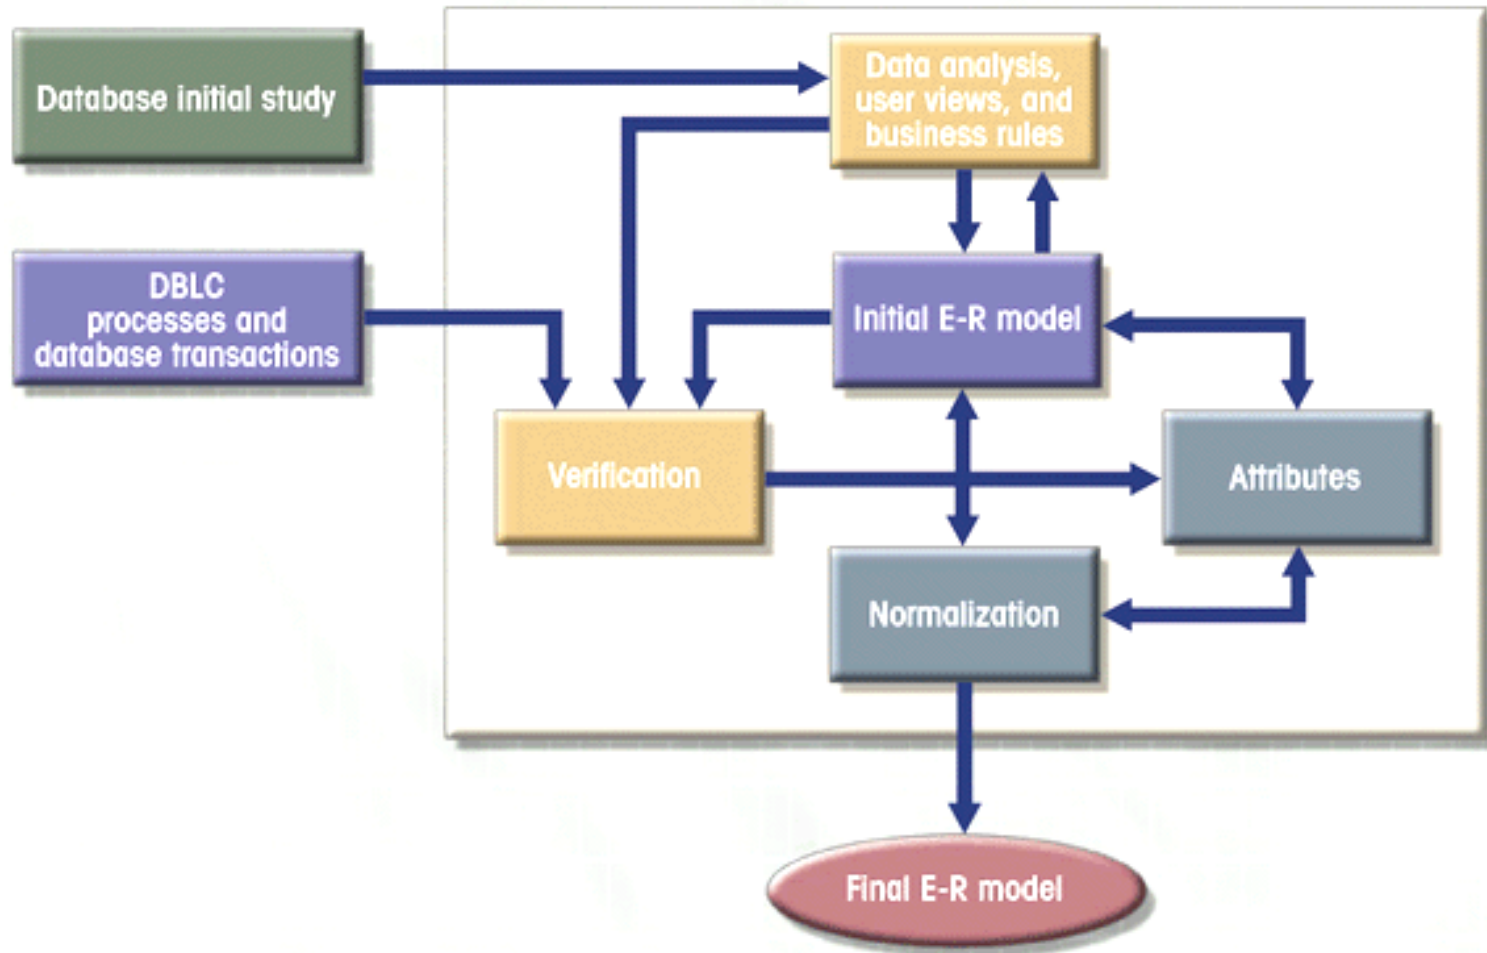 Database initial study
Data analysis,
user views, and
business rules
DBLC
processes and
database transactions
Initial E-R model
Verification
Attributes
Normalization
Final E-R model